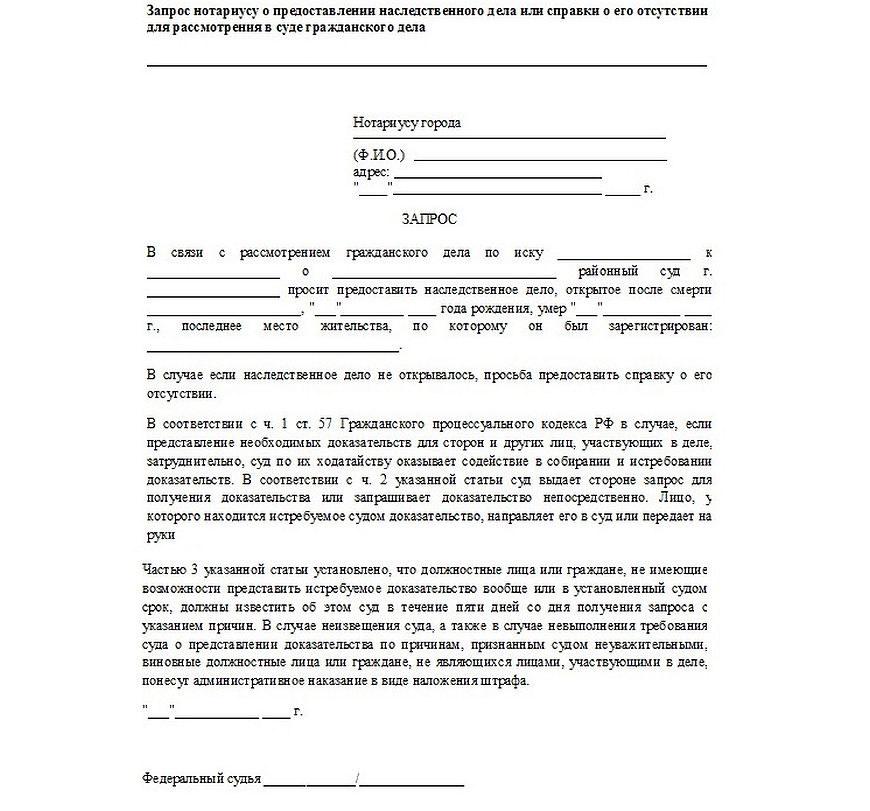 Запрос нотариусу о предоставлении наследственного дела или справки о его отсутствии
для рассмотрения в суде гражданского дела
Нотариусу города
(Ф.И.О.) ____________________
адрес: ____________________
"____"____________________ _____ г.
ЗАПРОС
В связи с рассмотрением гражданского дела по иску ____________________ к
____________________ о ____________________ районный суд г.
____________________ просит предоставить наследственное дело, открытое после смерти
____________________, "___"_________ ____ года рождения, умер "___"___________ ____
г., последнее место жительства, по которому он был зарегистрирован:
____________________.
В случае если наследственное дело не открывалось, просьба предоставить справку о его
отсутствии.
В соответствии с ч. 1 ст. 57 Гражданского процессуального кодекса РФ в случае, если
представление необходимых доказательств для сторон и других лиц, участвующих в деле,
затруднительно, суд по их ходатайству оказывает содействие в собирании и истребовании
доказательств. В соответствии с ч. 2 указанной статьи суд выдает стороне запрос для
получения доказательства или запрашивает доказательство непосредственно. Лицо, у
которого находится истребуемое судом доказательство, направляет его в суд или передает на
руки
Частью 3 указанной статьи установлено, что должностные лица или граждане, не имеющие
возможности представить истребуемое доказательство вообще или в установленный судом
срок, должны известить об этом суд в течение пяти дней со дня получения запроса с
указанием причин. В случае неизвещения суда, а также в случае невыполнения требования
суда о представлении доказательства по причинам, признанным судом неуважительными,
виновные должностные лица или граждане, не являющихся лицами, участвующими в деле,
понесут административное наказание в виде наложения штрафа.
"___"____________ ____ г.
Федеральный судья _____________/_______________